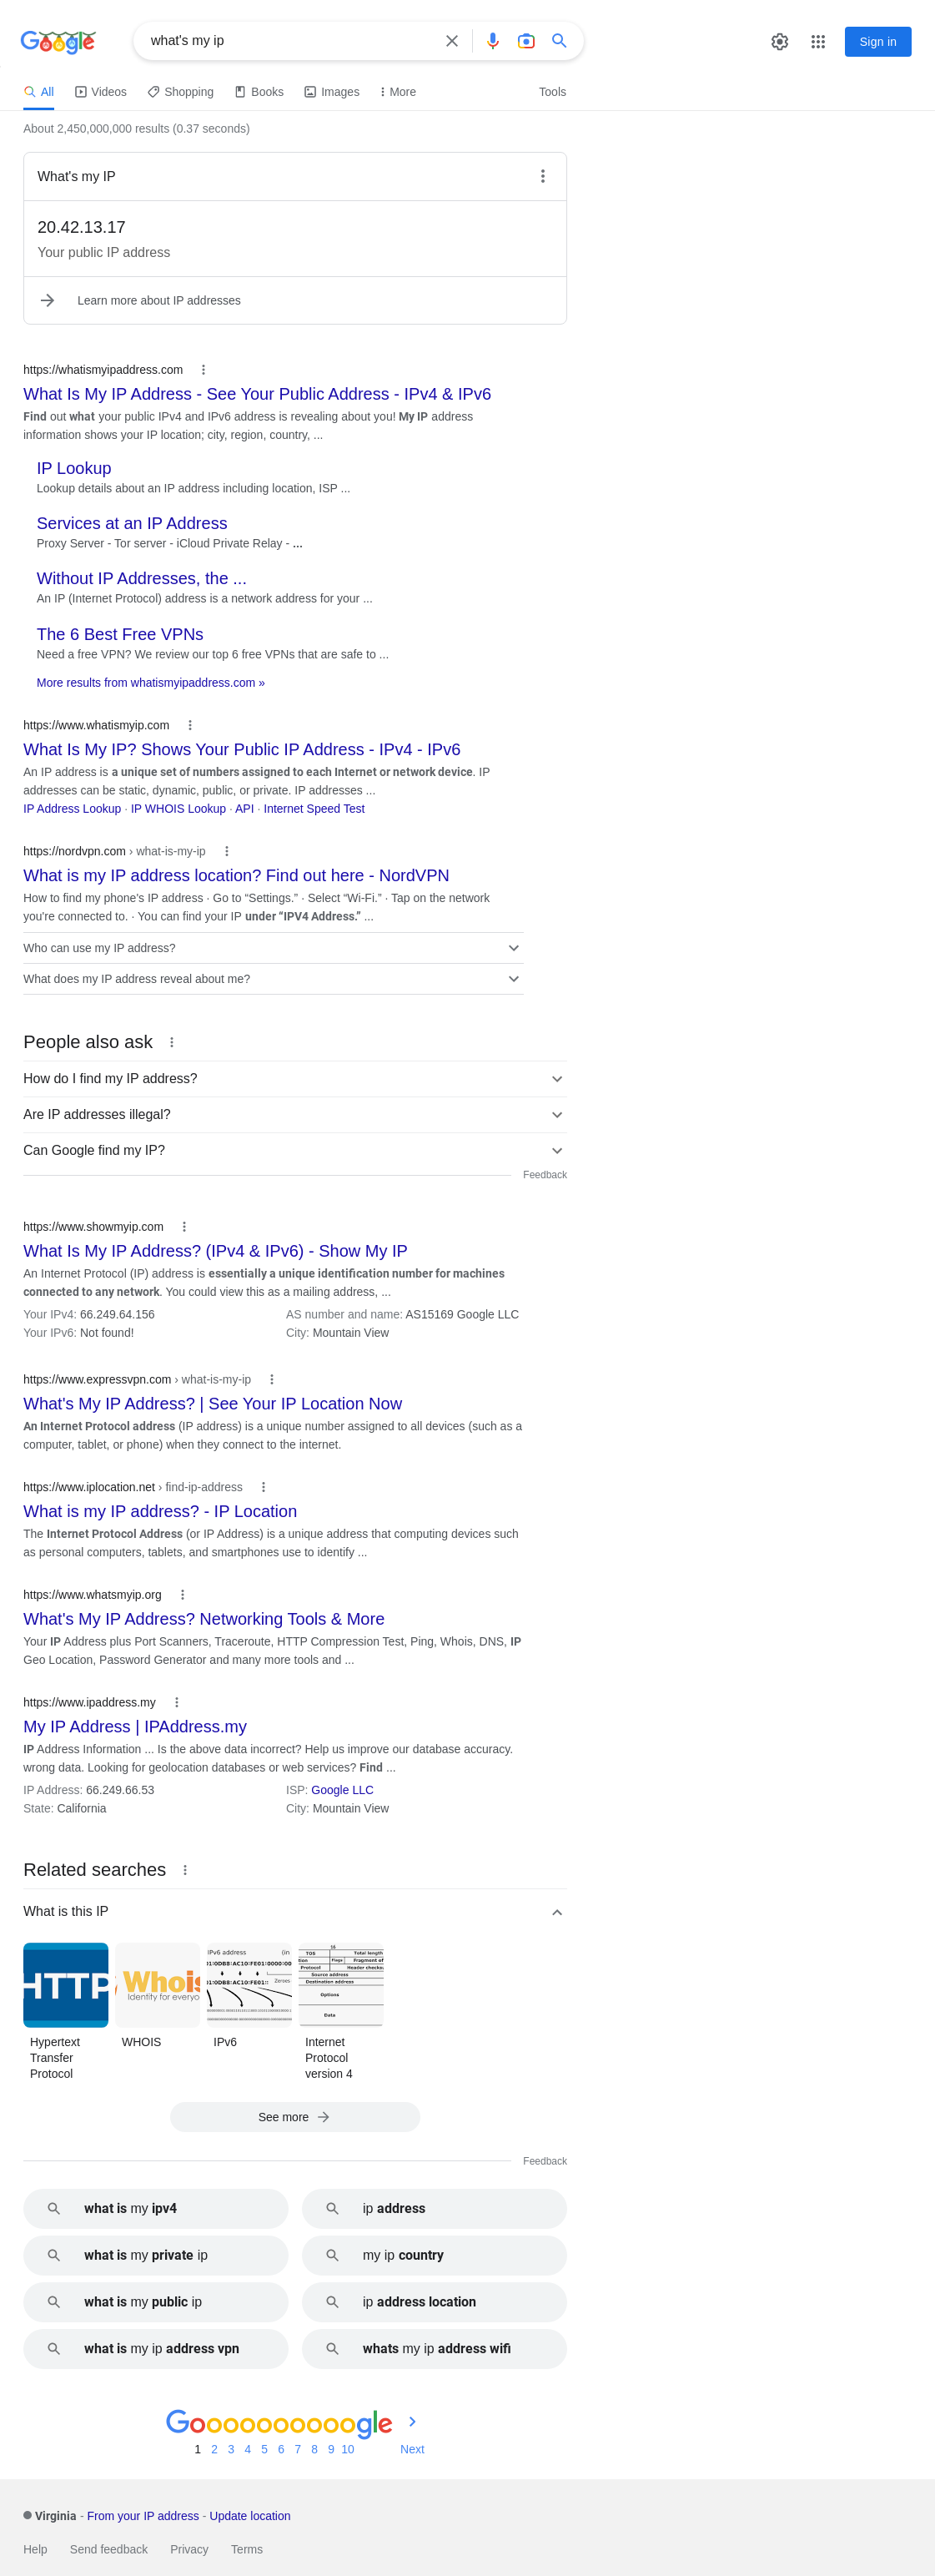 Google
what's my ip
Sign in
All
Videos
Shopping
Books
Images
More
Tools
About 2,450,000,000 results (0.37 seconds)
What's my IP
20.42.13.17
Your public IP address
Learn more about IP addresses
https://whatismyipaddress.com
What Is My IP Address - See Your Public Address - IPv4 & IPv6
Find out what your public IPv4 and IPv6 address is revealing about you! My IP address
information shows your IP location; city, region, country, ...
IP Lookup
Lookup details about an IP address including location, ISP ...
Services at an IP Address
Proxy Server - Tor server - iCloud Private Relay - ...
Without IP Addresses, the ...
An IP (Internet Protocol) address is a network address for your ...
The 6 Best Free VPNs
Need a free VPN? We review our top 6 free VPNs that are safe to ...
More results from whatismyipaddress.com »
https://www.whatismyip.com
What Is My IP? Shows Your Public IP Address - IPv4 - IPv6
An IP address is a unique set of numbers assigned to each Internet or network device. IP
addresses can be static, dynamic, public, or private. IP addresses ...
IP Address Lookup · IP WHOIS Lookup · API · Internet Speed Test
https://nordvpn.com › what-is-my-ip
What is my IP address location? Find out here - NordVPN
How to find my phone's IP address · Go to “Settings.” · Select “Wi-Fi.” · Tap on the network
you're connected to. · You can find your IP under “IPV4 Address.” ...
Who can use my IP address?
What does my IP address reveal about me?
People also ask
How do I find my IP address?
Are IP addresses illegal?
Can Google find my IP?
Feedback
https://www.showmyip.com
What Is My IP Address? (IPv4 & IPv6) - Show My IP
An Internet Protocol (IP) address is essentially a unique identification number for machines
connected to any network. You could view this as a mailing address, ...
Your IPv4: 66.249.64.156
AS number and name: AS15169 Google LLC
Your IPv6: Not found!
City: Mountain View
https://www.expressvpn.com › what-is-my-ip
What's My IP Address? | See Your IP Location Now
An Internet Protocol address (IP address) is a unique number assigned to all devices (such as a
computer, tablet, or phone) when they connect to the internet.
https://www.iplocation.net › find-ip-address
What is my IP address? - IP Location
The Internet Protocol Address (or IP Address) is a unique address that computing devices such
as personal computers, tablets, and smartphones use to identify ...
https://www.whatsmyip.org
What's My IP Address? Networking Tools & More
Your IP Address plus Port Scanners, Traceroute, HTTP Compression Test, Ping, Whois, DNS, IP
Geo Location, Password Generator and many more tools and ...
https://www.ipaddress.my
My IP Address | IPAddress.my
IP Address Information ... Is the above data incorrect? Help us improve our database accuracy.
wrong data. Looking for geolocation databases or web services? Find ...
IP Address: 66.249.66.53
ISP: Google LLC
State: California
City: Mountain View
Related searches
What is this IP
HTTP
Whois
Identity for everyo
IPv6 address (in
Zeroes
16
TOS Total length
Flags Fragment of
Protocol Header checksu
Source address
Destination address
Options
Data
Hypertext
Transfer
Protocol
WHOIS
IPv6
Internet
Protocol
version 4
See more
Feedback
what is my ipv4
ip address
what is my private ip
my ip country
what is my public ip
ip address location
what is my ip address vpn
whats my ip address wifi
Goooooooooogle
1 2 3 4 5 6 7 8 9 10 Next
Virginia - From your IP address - Update location
Help Send feedback Privacy Terms